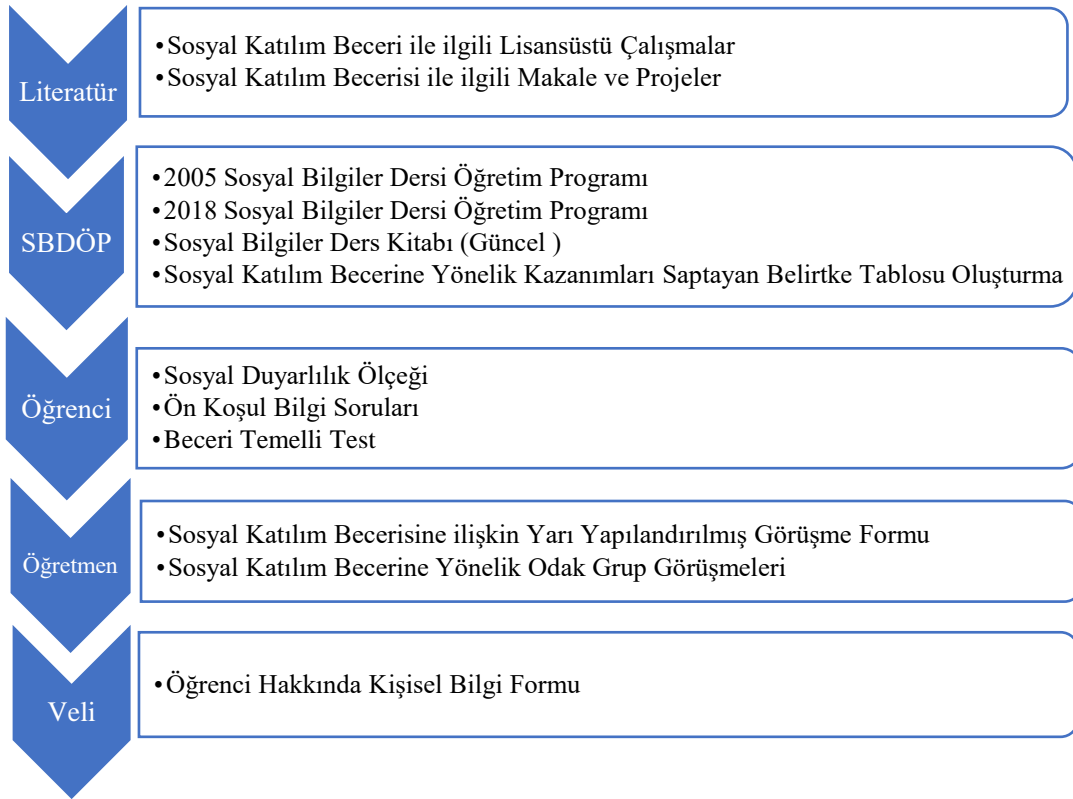 Literatür
•Sosyal Katılım Beceri ile ilgili Lisansüstü Çalışmalar
•Sosyal Katılım Becerisi ile ilgili Makale ve Projeler
SBDÖP
•2005 Sosyal Bilgiler Dersi Öğretim Programı
•2018 Sosyal Bilgiler Dersi Öğretim Programı
•Sosyal Bilgiler Ders Kitabı (Güncel )
•Sosyal Katılım Becerine Yönelik Kazanımları Saptayan Belirtke Tablosu Oluşturma
Öğrenci
•Sosyal Duyarlılık Ölçeği
•Ön Koşul Bilgi Soruları
•Beceri Temelli Test
Öğretmen
•Sosyal Katılım Becerisine ilişkin Yarı Yapılandırılmış Görüşme Formu
•Sosyal Katılım Becerine Yönelik Odak Grup Görüşmeleri
Veli
•Öğrenci Hakkında Kişisel Bilgi Formu